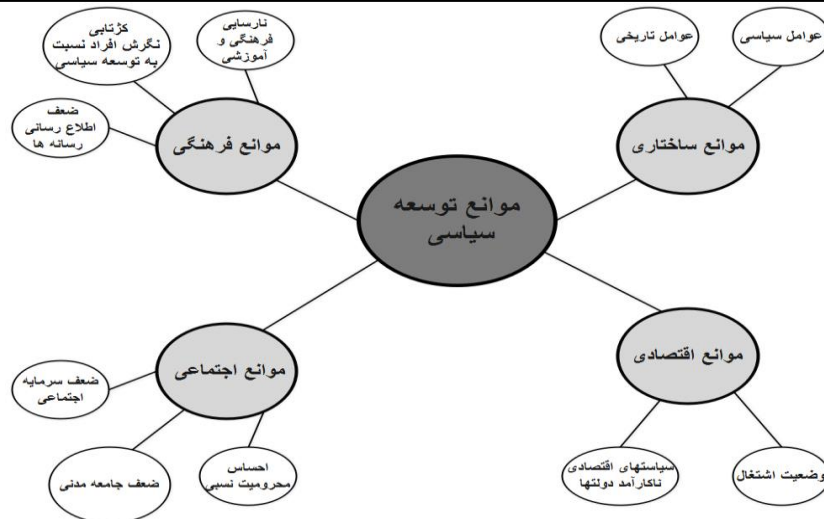 عوامل سیاسی
عوامل تاریخی
موانع ساختاری
نارسایی
فرهنگی و
آموزشی
کژتابی
نگرش افراد نسبت
به توسعه سیاسی
ضعف
اطلاع رسانی
رسانه ها
موانع فرهنگی
موانع توسعه
سیاسی
موانع اقتصادی
وضعیت اشتغال
سیاستهای اقتصادی
ناکارآمد دولتها
موانع اجتماعی
ضعف سرمایه
اجتماعی
احساس
محرومیت نسبی
ضعف جامعه مدنی